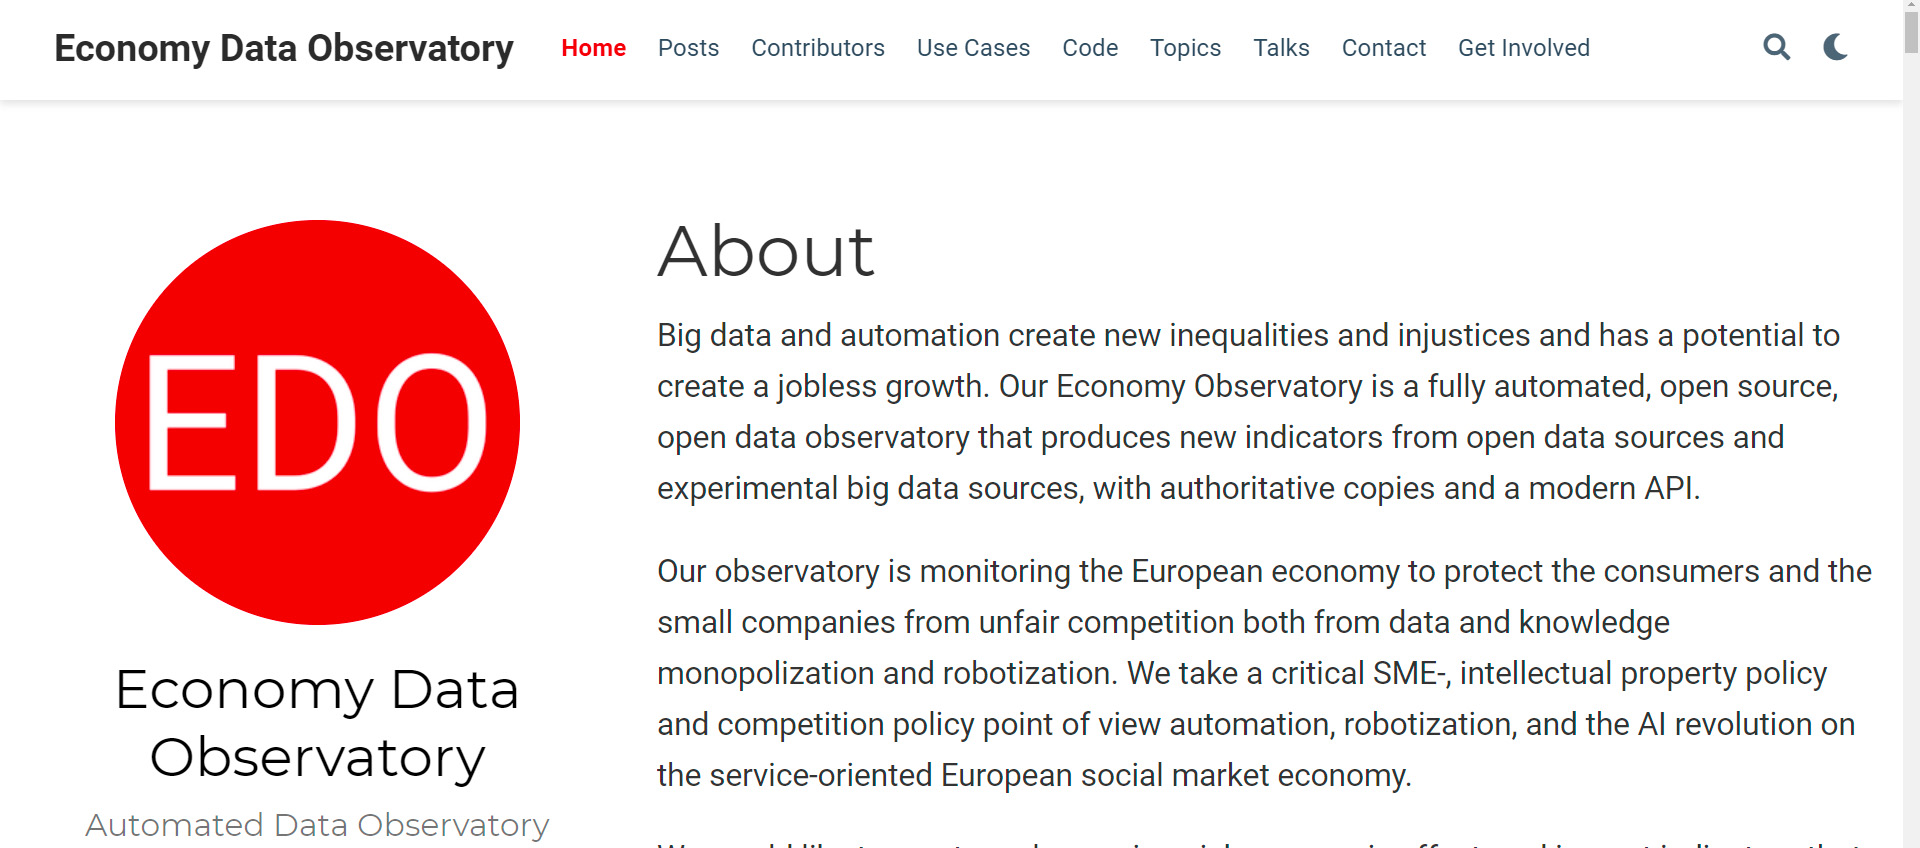 Economy Data Observatory
Home Posts Contributors Use Cases Code Topics Talks Contact Get Involved
EDO
Economy Data
Observatory
Automated Data Observatory
About
Big data and automation create new inequalities and injustices and has a potential to
create a jobless growth. Our Economy Observatory is a fully automated, open source,
open data observatory that produces new indicators from open data sources and
experimental big data sources, with authoritative copies and a modern API.
Our observatory is monitoring the European economy to protect the consumers and the
small companies from unfair competition both from data and knowledge
monopolization and robotization. We take a critical SME-, intellectual property policy
and competition policy point of view automation, robotization, and the AI revolution on
the service-oriented European social market economy.